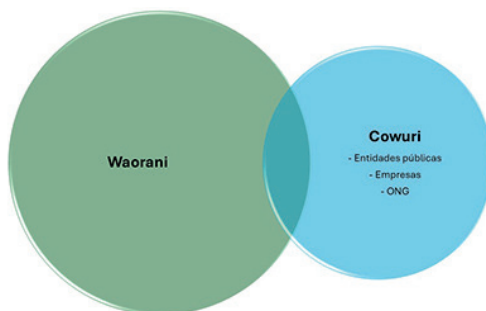 Waorani
Cowuri
- Entidades públicas
- Empresas
- ONG